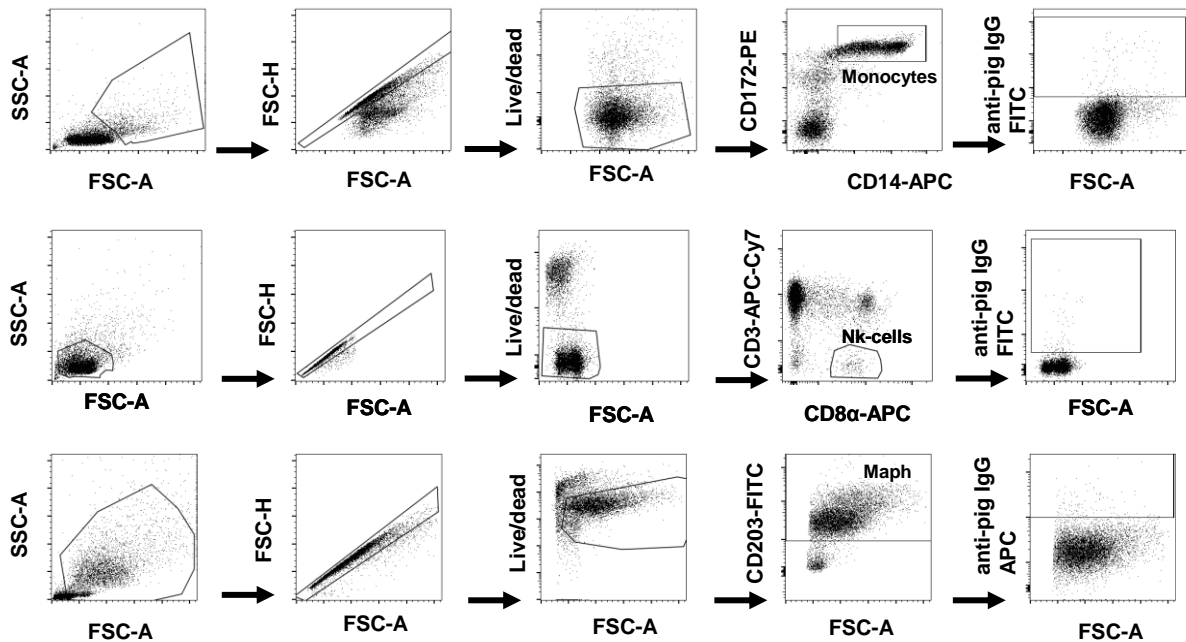 SSC-A
FSC-A
FSC-H
FSC-A
Live/dead
FSC-A
CD172-PE
Monocytes
CD14-APC
anti-pig IgG
FITC
FSC-A
SSC-A
FSC-A
FSC-H
FSC-A
Live/dead
FSC-A
CD3-APC-Cy7
Nk-cells
CD8α-APC
anti-pig IgG
FITC
FSC-A
SSC-A
FSC-A
FSC-H
FSC-A
Live/dead
FSC-A
CD203-FITC
Maph
FSC-A
anti-pig IgG
APC
FSC-A